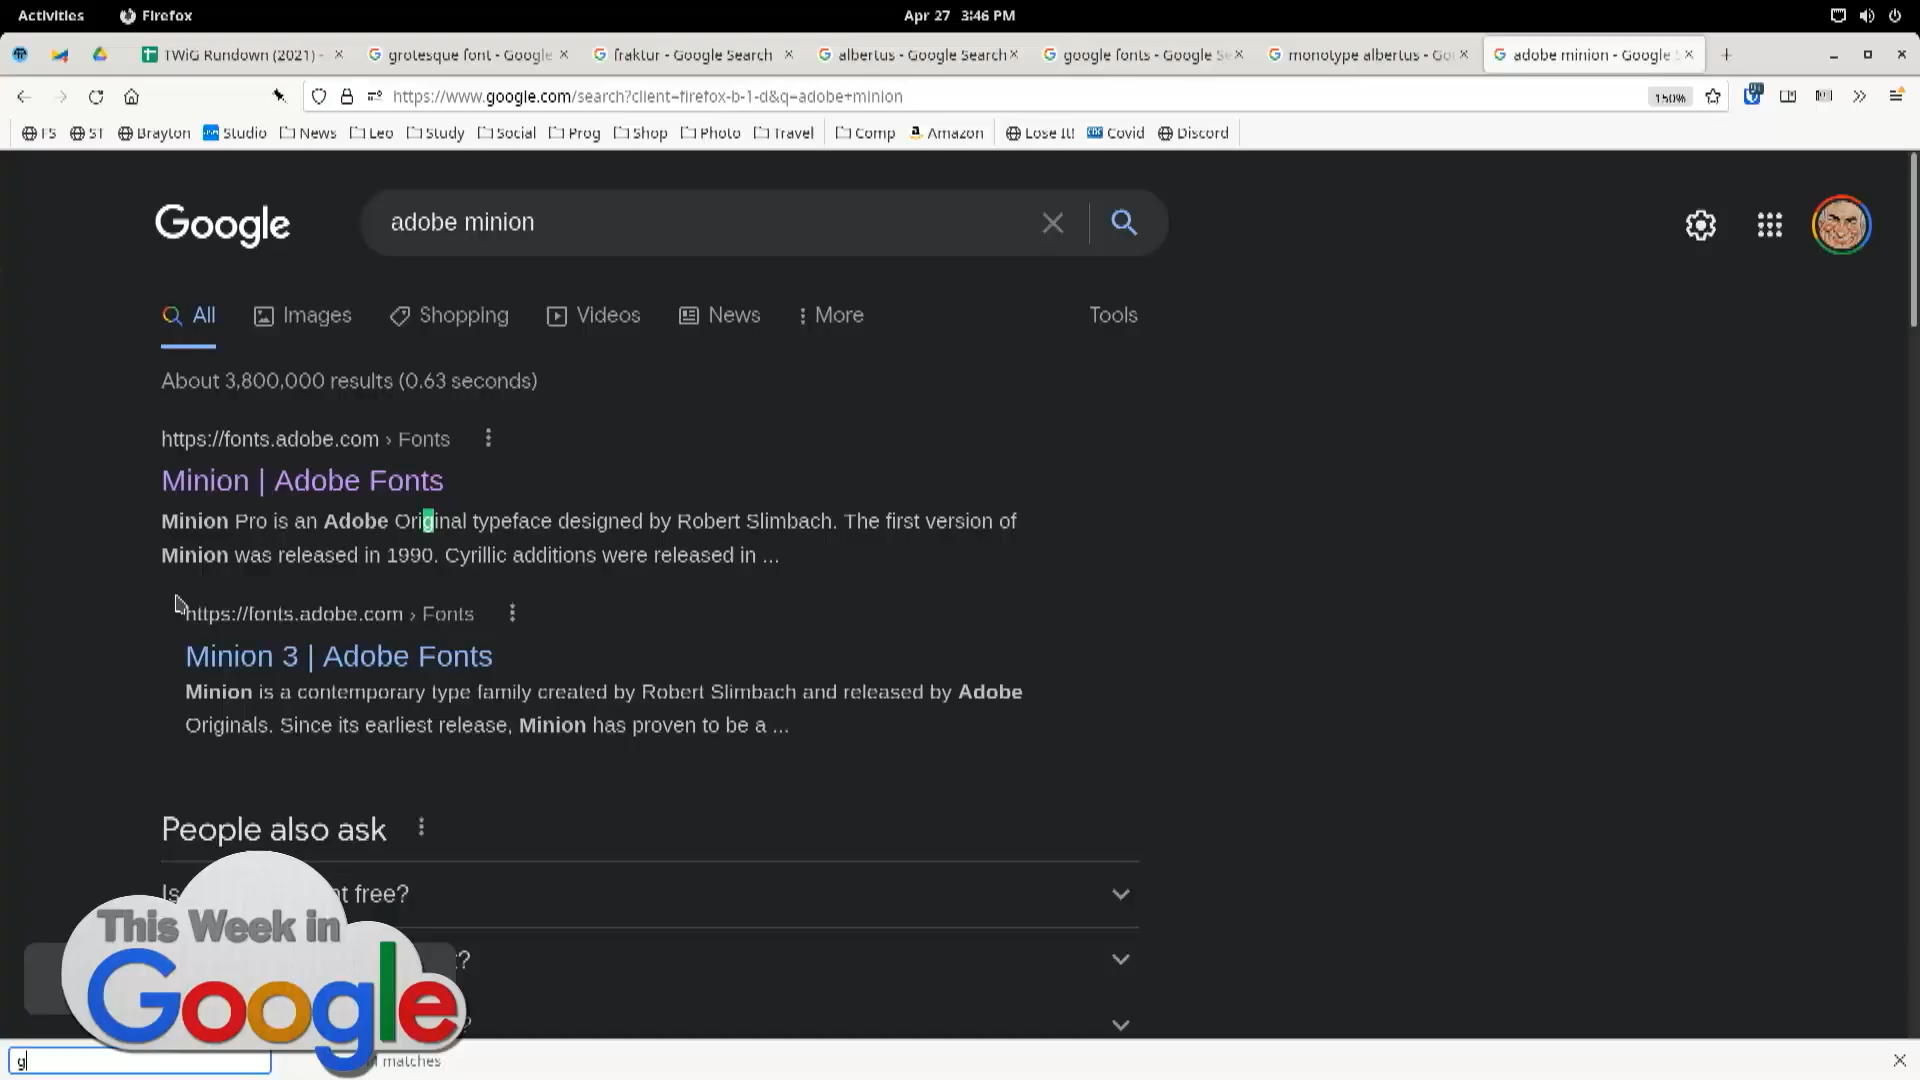 Activities Firefox Apr 27 3:46 PM
TWiG Rundown (2021) - grotesque font - Google fraktur - Google Search albertus - Google Search google fonts - Google Se monotype albertus - Go adobe minion - Google S
https://www.google.com/search?client=firefox-b-1-d&q=adobe+minion 150%
FS ST Brayton Studio News Leo Study Social Prog Shop Photo Travel Comp Amazon Lose It! Covid Discord
Google adobe minion
All Images Shopping Videos News More Tools
About 3,800,000 results (0.63 seconds)
https://fonts.adobe.com › Fonts
Minion | Adobe Fonts
Minion Pro is an Adobe Original typeface designed by Robert Slimbach. The first version of
Minion was released in 1990. Cyrillic additions were released in ...
https://fonts.adobe.com › Fonts
Minion 3 | Adobe Fonts
Minion is a contemporary type family created by Robert Slimbach and released by Adobe
Originals. Since its earliest release, Minion has proven to be a ...
People also ask
Is free?
This Week in
Google
g matches